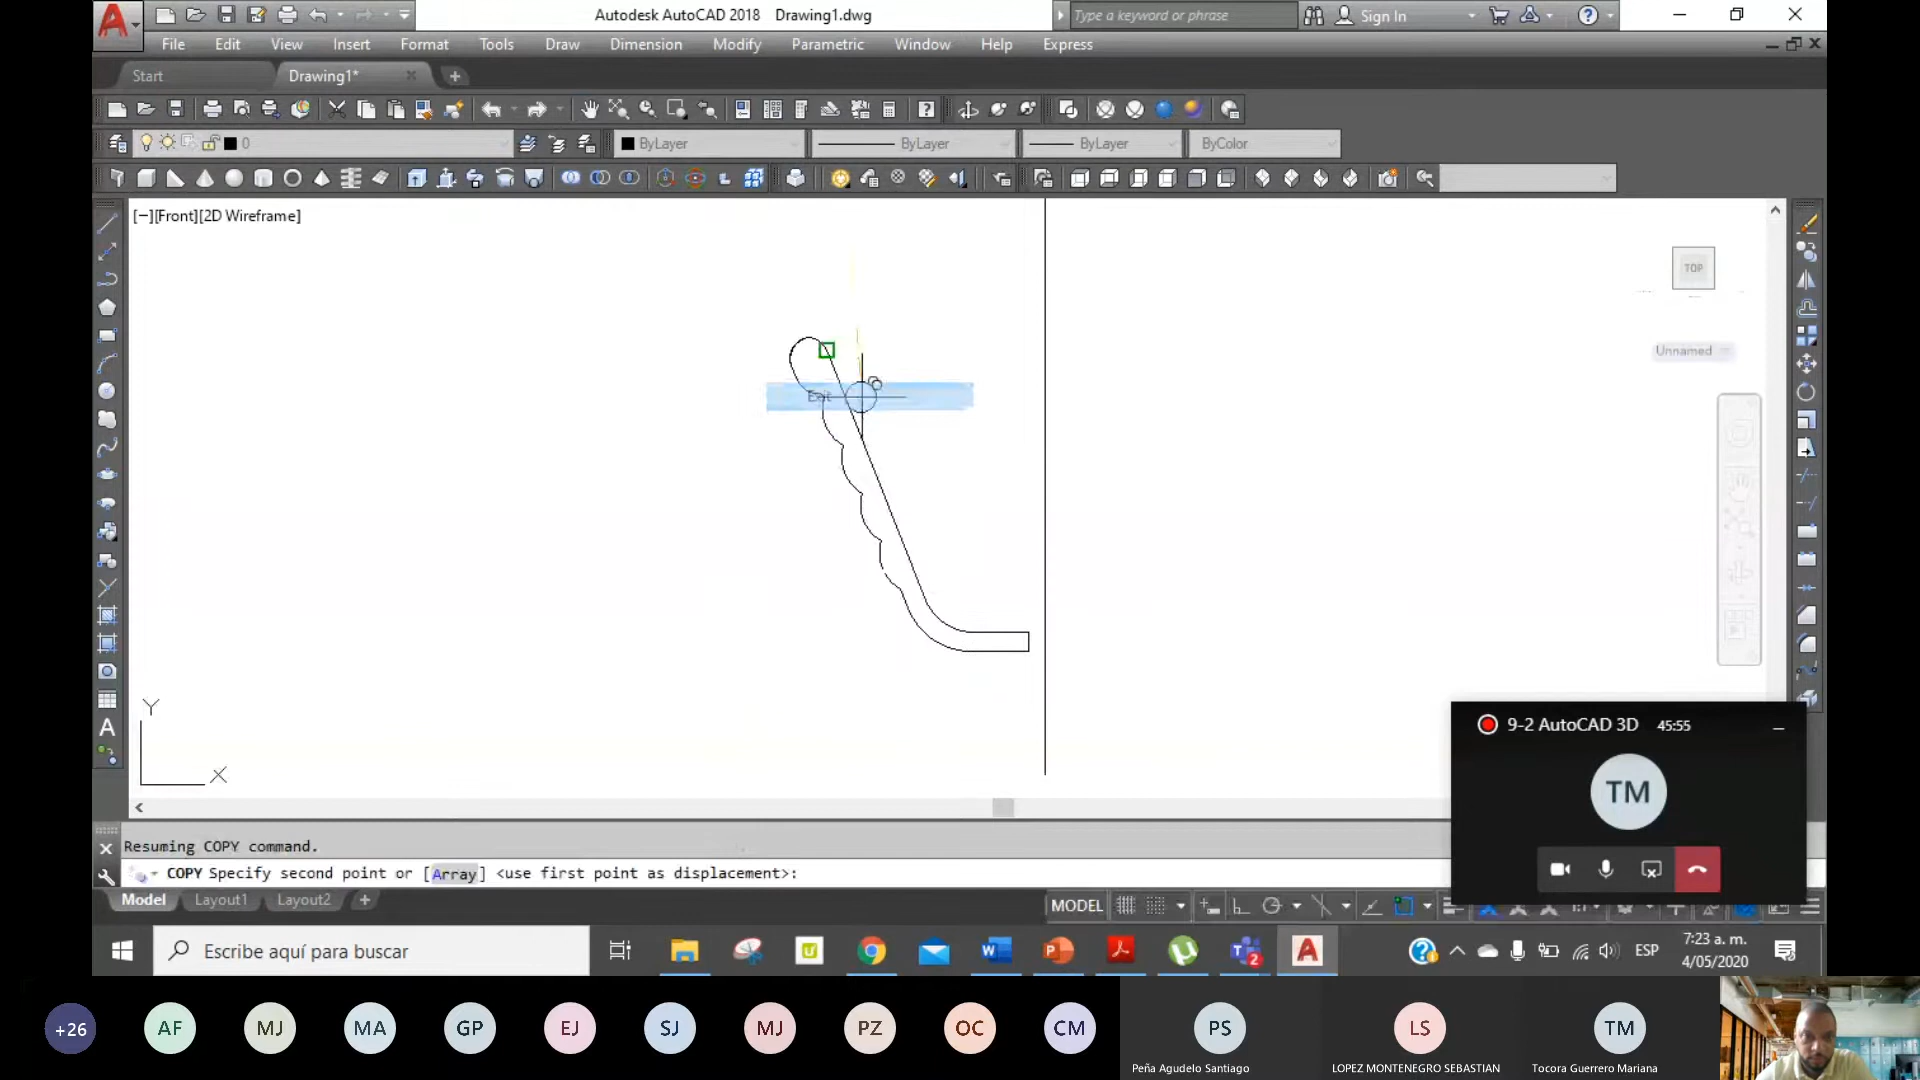 Autodesk AutoCAD 2018 Drawing1.dwg
Type a keyword or phrase
Sign In
File Edit View Insert Format Tools Draw Dimension Modify Parametric Window Help Express
Start
Drawing1*
0
ByLayer
ByLayer
ByLayer
ByColor
[−][Front][2D Wireframe]
TOP
Unnamed
Exit
Y
X
9-2 AutoCAD 3D 45:55
TM
Resuming COPY command.
COPY Specify second point or [Array] <use first point as displacement>:
Model Layout1 Layout2
MODEL
Escribe aquí para buscar
2
ESP
7:23 a. m.
4/05/2020
+26 AF MJ MA GP EJ SJ MJ PZ OC CM PS LS TM
Peña Agudelo Santiago
LOPEZ MONTENEGRO SEBASTIAN
Tocora Guerrero Mariana